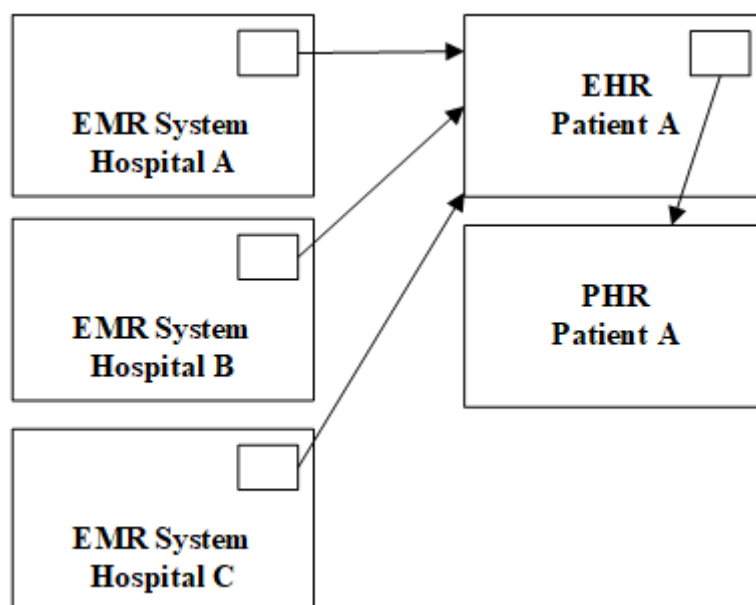 EMR System
Hospital A
EHR
Patient A
EMR System
Hospital B
PHR
Patient A
EMR System
Hospital C